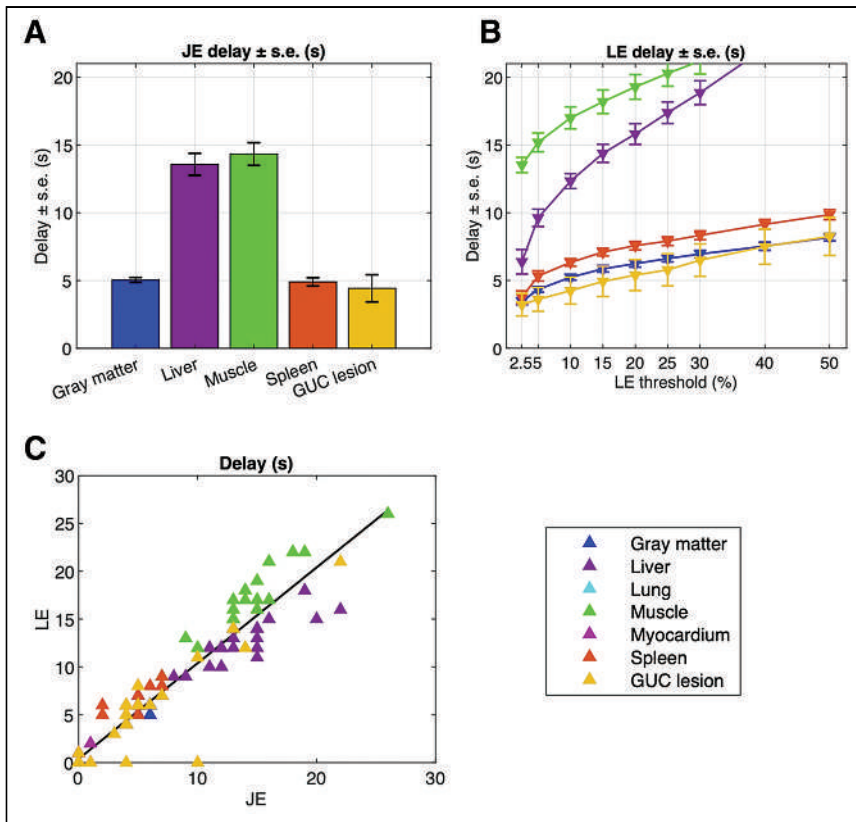 A
JE delay ± s.e. (s)
Delay ± s.e. (s)
20
15
10
5
0
Gray matter
Liver
Muscle
Spleen
GUC lesion
B
LE delay ± s.e. (s)
Delay ± s.e. (s)
20
15
10
5
0
2.55 10 15 20 25 30 40 50
LE threshold (%)
C
Delay (s)
LE
30
25
20
15
10
5
0
0 10 20 30
JE
Gray matter
Liver
Lung
Muscle
Myocardium
Spleen
GUC lesion